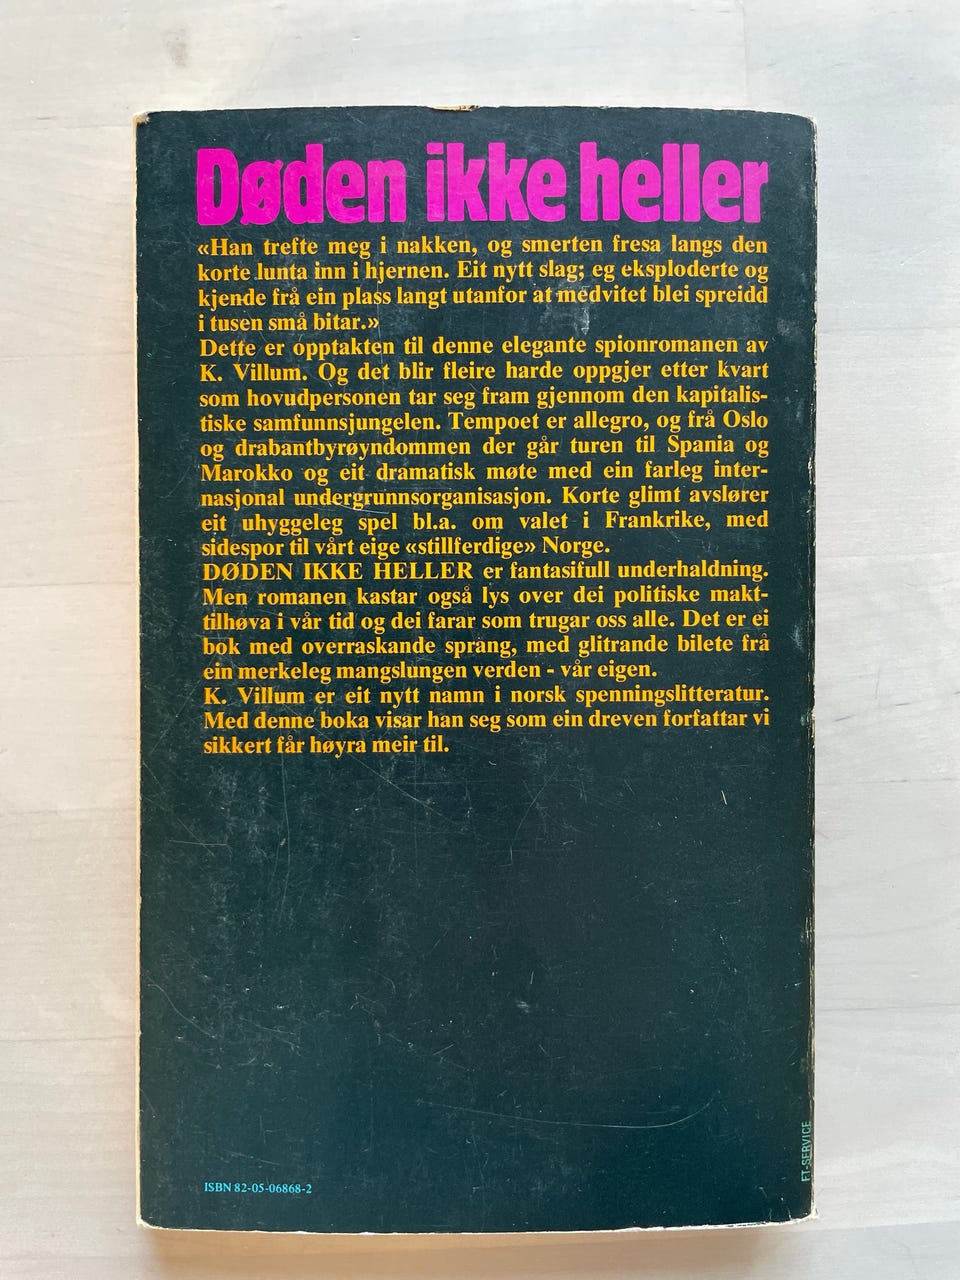 Døden ikke heller
«Han trefte meg i nakken, og smerten fresa langs den
korte lunta inn i hjernen. Eit nytt slag; eg eksploderte og
kjende frå ein plass langt utanfor at medvitet blei spreidd
i tusen små bitar.»
Dette er opptakten til denne elegante spionromanen av
K. Villum. Og det blir fleire harde oppgjer etter kvart
som hovudpersonen tar seg fram gjennom den kapitalis-
tiske samfunnsjungelen. Tempoet er allegro, og frå Oslo
og drabantbyrøyndommen der går turen til Spania og
Marokko og eit dramatisk møte med ein farleg inter-
nasjonal undergrunnsorganisasjon. Korte glimt avslører
eit uhyggeleg spel bl.a. om valet i Frankrike, med
sidespor til vårt eige «stillferdige» Norge.
DØDEN IKKE HELLER er fantasifull underhaldning.
Men romanen kastar også lys over dei politiske makt-
tilhøva i vår tid og dei farar som trugar oss alle. Det er ei
bok med overraskande sprang, med glitrande bilete frå
ein merkeleg mangslungen verden - vår eigen.
K. Villum er eit nytt namn i norsk spenningslitteratur.
Med denne boka visar han seg som ein dreven forfattar vi
sikkert får høyra meir til.
ISBN 82-05-06868-2
FT-SERVICE